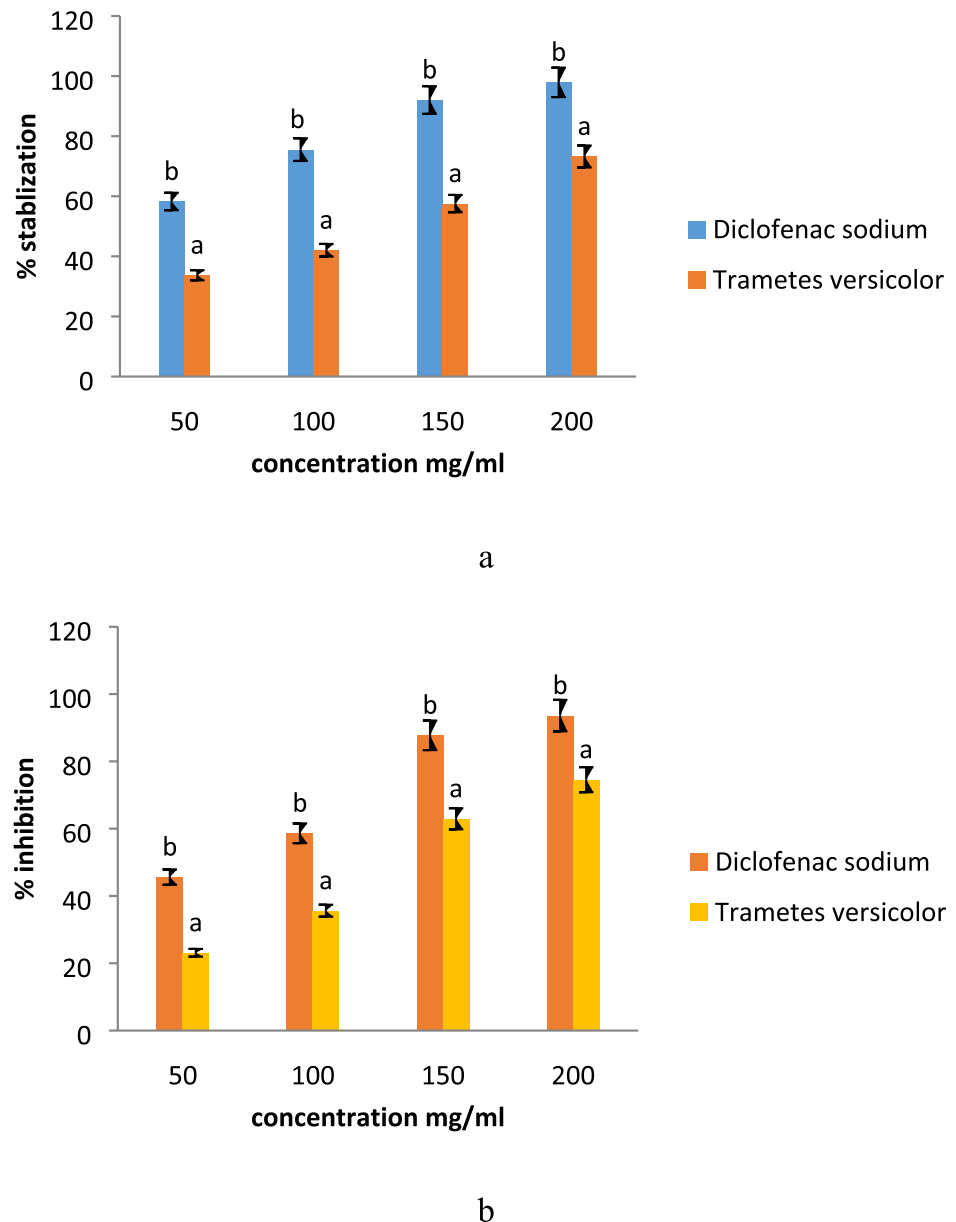 120
100
80
60
40
20
0
% stablization
b
a
b
a
b
a
b
a
50
100
150
200
concentration mg/ml
Diclofenac sodium
Trametes versicolor
a
120
100
80
60
40
20
0
% inhibition
b
a
b
a
b
a
b
a
50
100
150
200
concentration mg/ml
Diclofenac sodium
Trametes versicolor
b